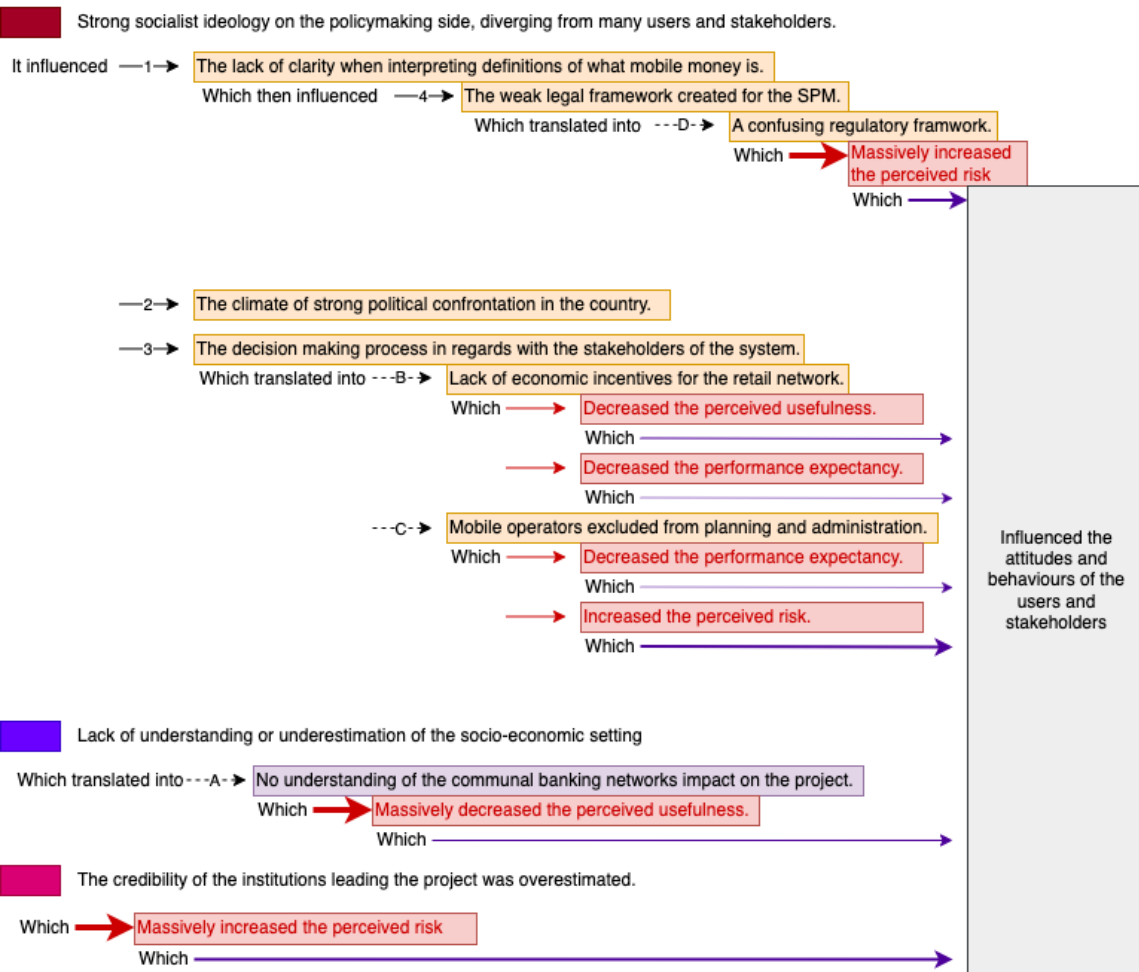 Strong socialist ideology on the policymaking side, diverging from many users and stakeholders.
It influenced 1 The lack of clarity when interpreting definitions of what mobile money is.
Which then influenced 4 The weak legal framework created for the SPM.
Which translated into D A confusing regulatory framwork.
Which Massively increased
the perceived risk
Which
2 The climate of strong political confrontation in the country.
3 The decision making process in regards with the stakeholders of the system.
Which translated into B Lack of economic incentives for the retail network.
Which Decreased the perceived usefulness.
Which
Decreased the performance expectancy.
Which
C Mobile operators excluded from planning and administration.
Which Decreased the performance expectancy.
Which
Increased the perceived risk.
Which
Influenced the
attitudes and
behaviours of the
users and
stakeholders
Lack of understanding or underestimation of the socio-economic setting
Which translated into A No understanding of the communal banking networks impact on the project.
Which Massively decreased the perceived usefulness.
Which
The credibility of the institutions leading the project was overestimated.
Which Massively increased the perceived risk
Which